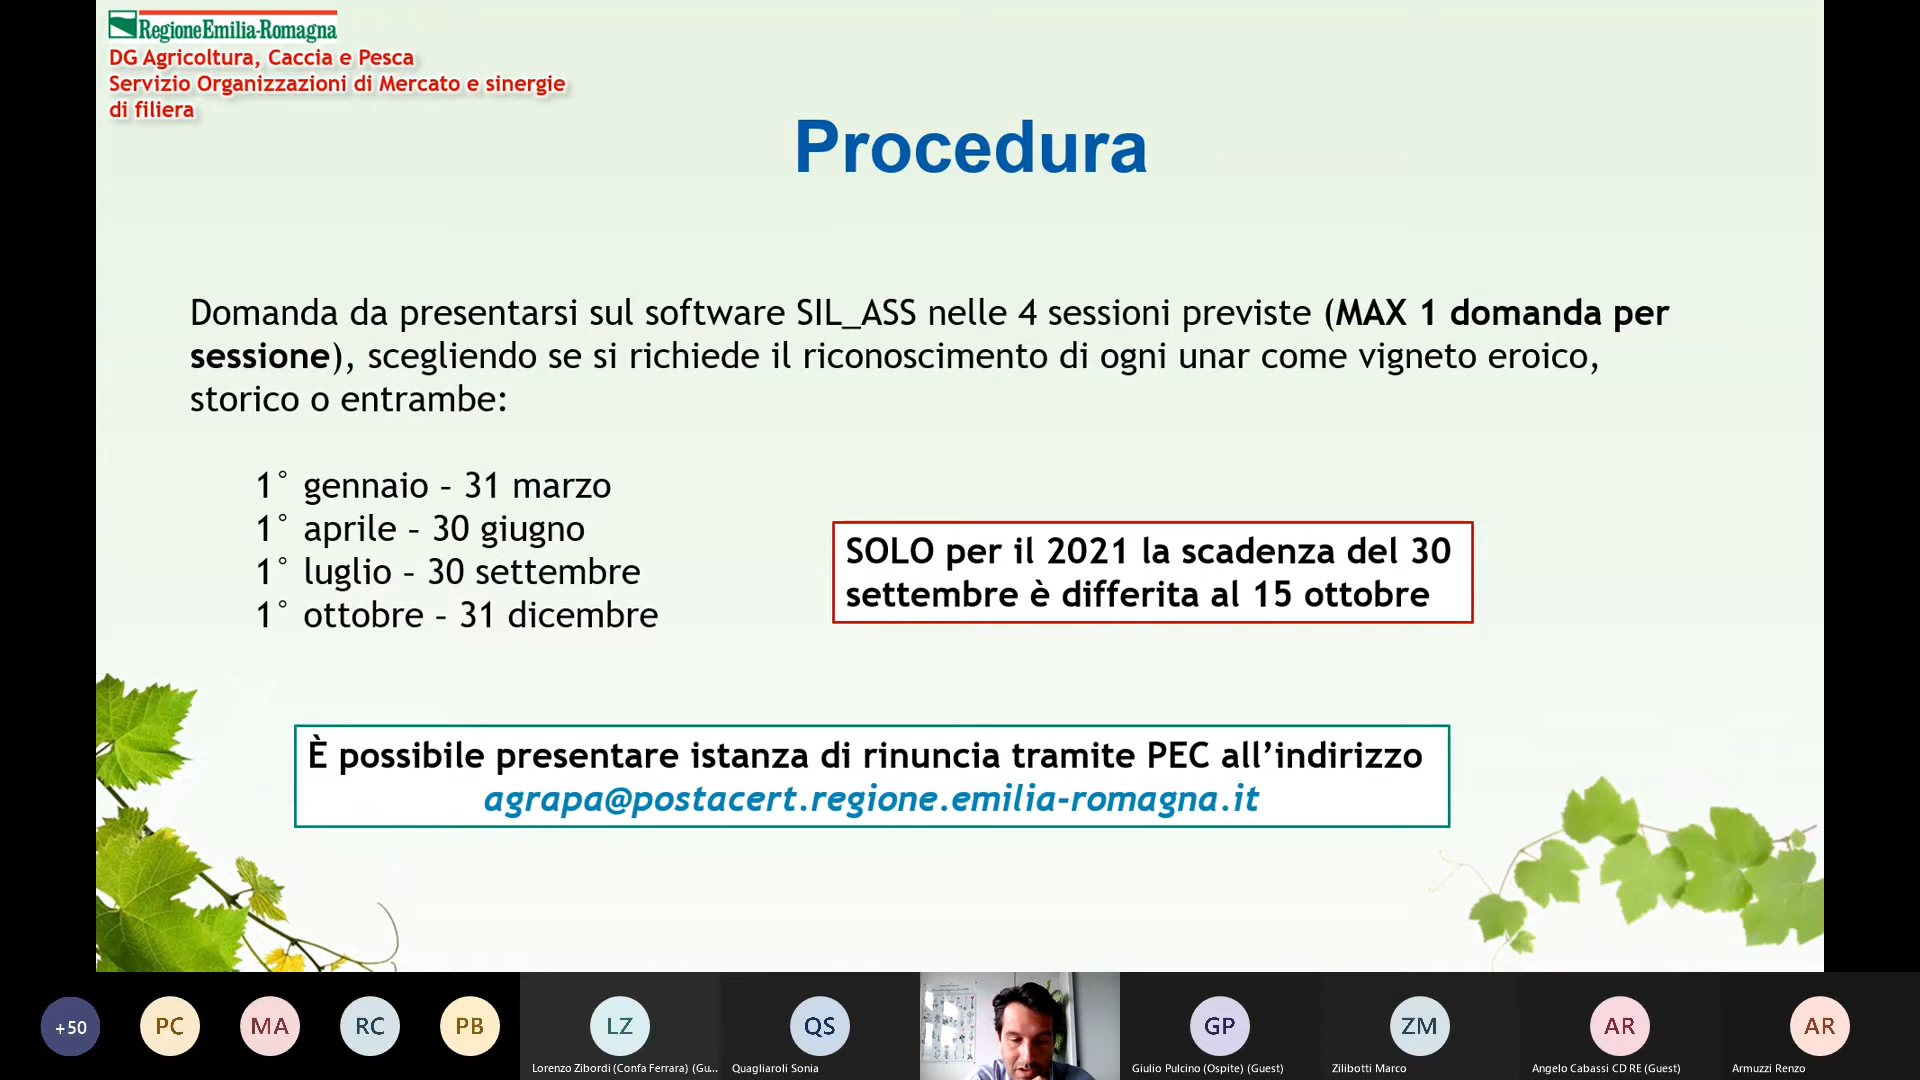 RegioneEmilia-Romagna
DG Agricoltura, Caccia e Pesca
Servizio Organizzazioni di Mercato e sinergie
di filiera
Procedura
Domanda da presentarsi sul software SIL_ASS nelle 4 sessioni previste (MAX 1 domanda per
sessione), scegliendo se si richiede il riconoscimento di ogni unar come vigneto eroico,
storico o entrambe:
1° gennaio – 31 marzo
1° aprile – 30 giugno
1° luglio – 30 settembre
1° ottobre – 31 dicembre
SOLO per il 2021 la scadenza del 30
settembre è differita al 15 ottobre
È possibile presentare istanza di rinuncia tramite PEC all’indirizzo
agrapa@postacert.regione.emilia-romagna.it
+50
PC
MA
RC
PB
LZ
QS
GP
ZM
AR
AR
Lorenzo Zibordi (Confa Ferrara) (Gu...
Quagliaroli Sonia
Giulio Pulcino (Ospite) (Guest)
Zilibotti Marco
Angelo Cabassi CD RE (Guest)
Armuzzi Renzo